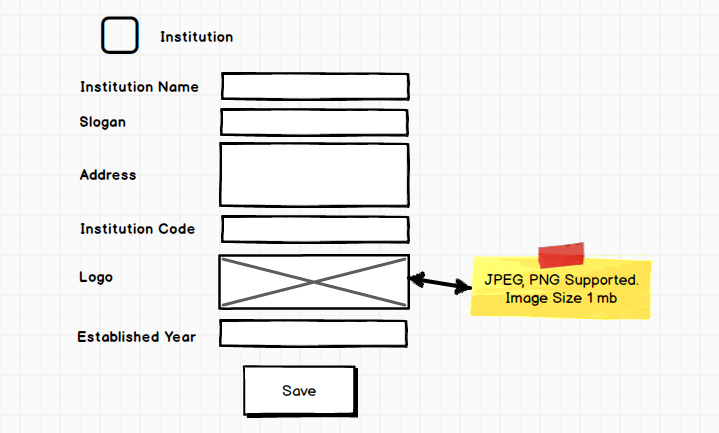 Institution
Institution Name
Slogan
Address
Institution Code
Logo
JPEG, PNG Supported.
Image Size 1 mb
Established Year
Save